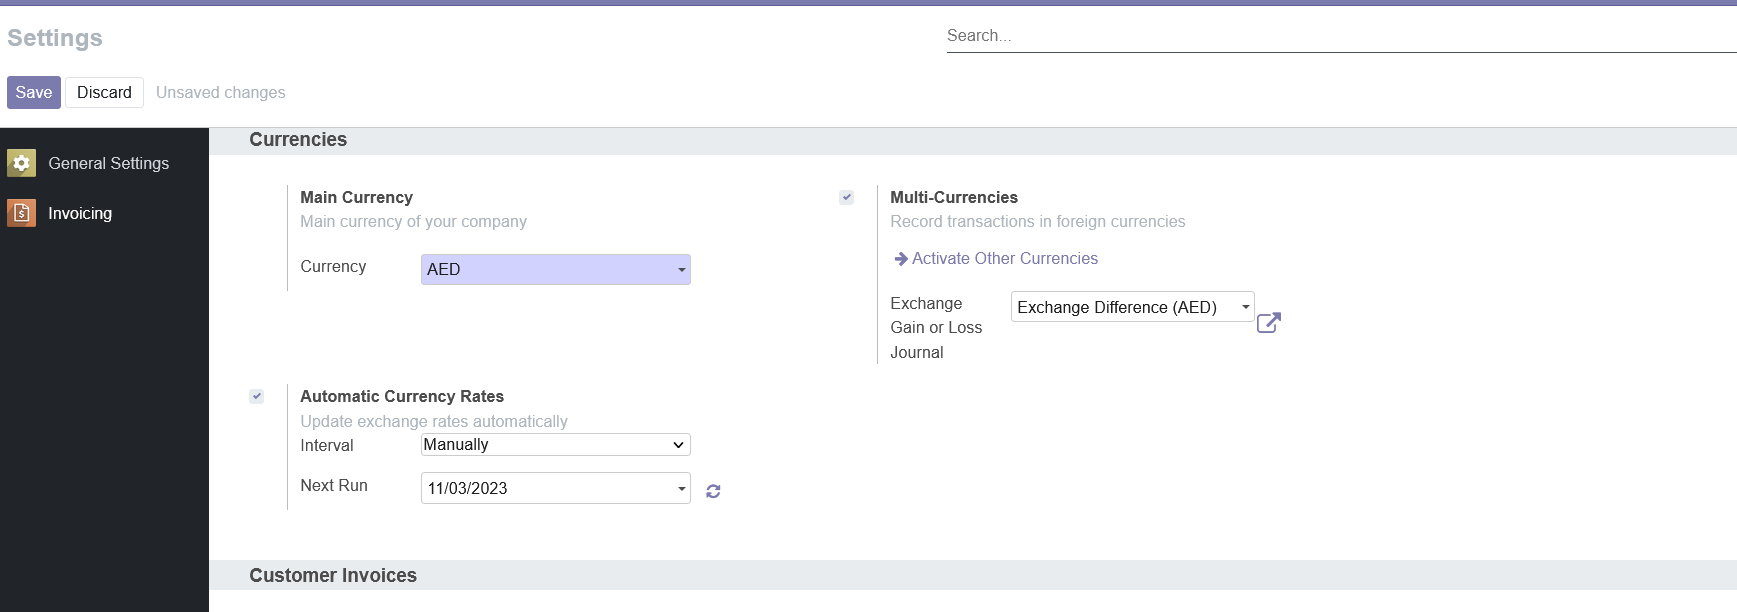 Settings
Search...
Save Discard Unsaved changes
General Settings
Invoicing
Currencies
Main Currency
Main currency of your company
Currency AED
Multi-Currencies
Record transactions in foreign currencies
Activate Other Currencies
Exchange Gain or Loss Journal Exchange Difference (AED)
Automatic Currency Rates
Update exchange rates automatically
Interval Manually
Next Run 11/03/2023
Customer Invoices